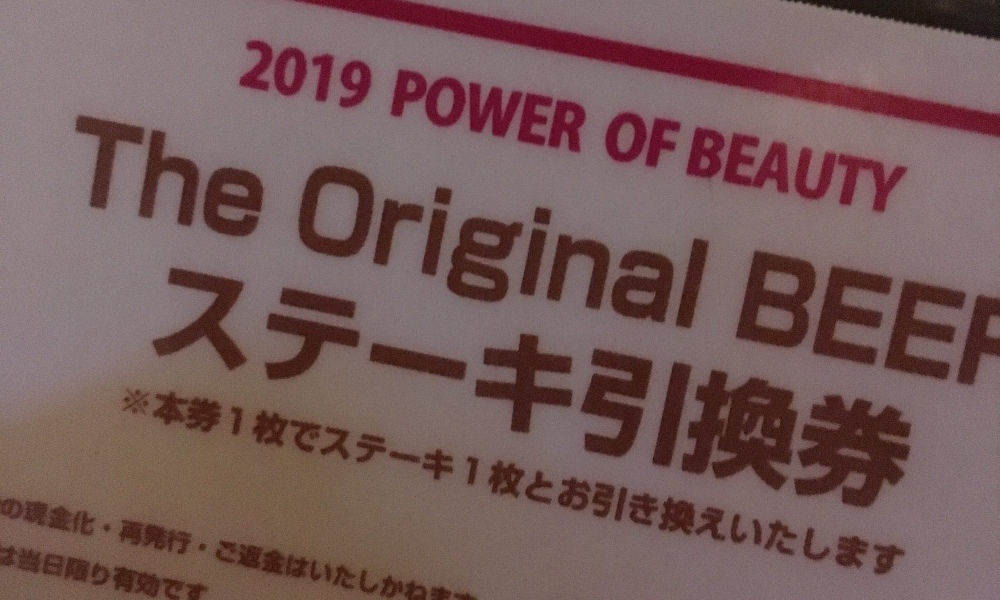 2019 POWER OF BEAUTY
The Original BEEF
ステーキ引換券
※本券1枚でステーキ1枚とお引き換えいたします
の現金化・再発行・ご返金はいたしかねます
は当日限り有効です